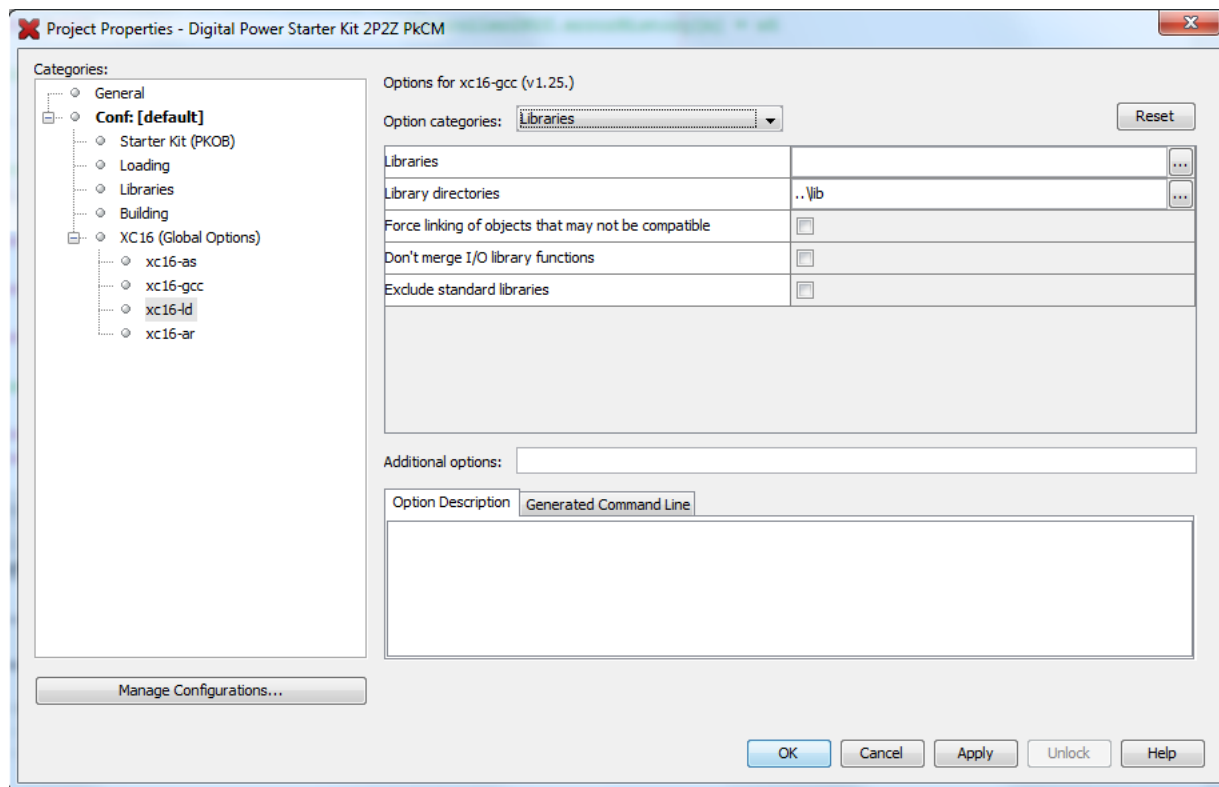 Project Properties - Digital Power Starter Kit 2P2Z PkCM
Categories:
General
Conf: [default]
Starter Kit (PKOB)
Loading
Libraries
Building
XC16 (Global Options)
xc16-as
xc16-gcc
xc16-ld
xc16-ar
Manage Configurations...
Options for xc16-gcc (v1.25.)
Option categories: Libraries
Reset
Libraries ...
Library directories ..\lib ...
Force linking of objects that may not be compatible
Don't merge I/O library functions
Exclude standard libraries
Additional options:
Option Description Generated Command Line
OK Cancel Apply Unlock Help